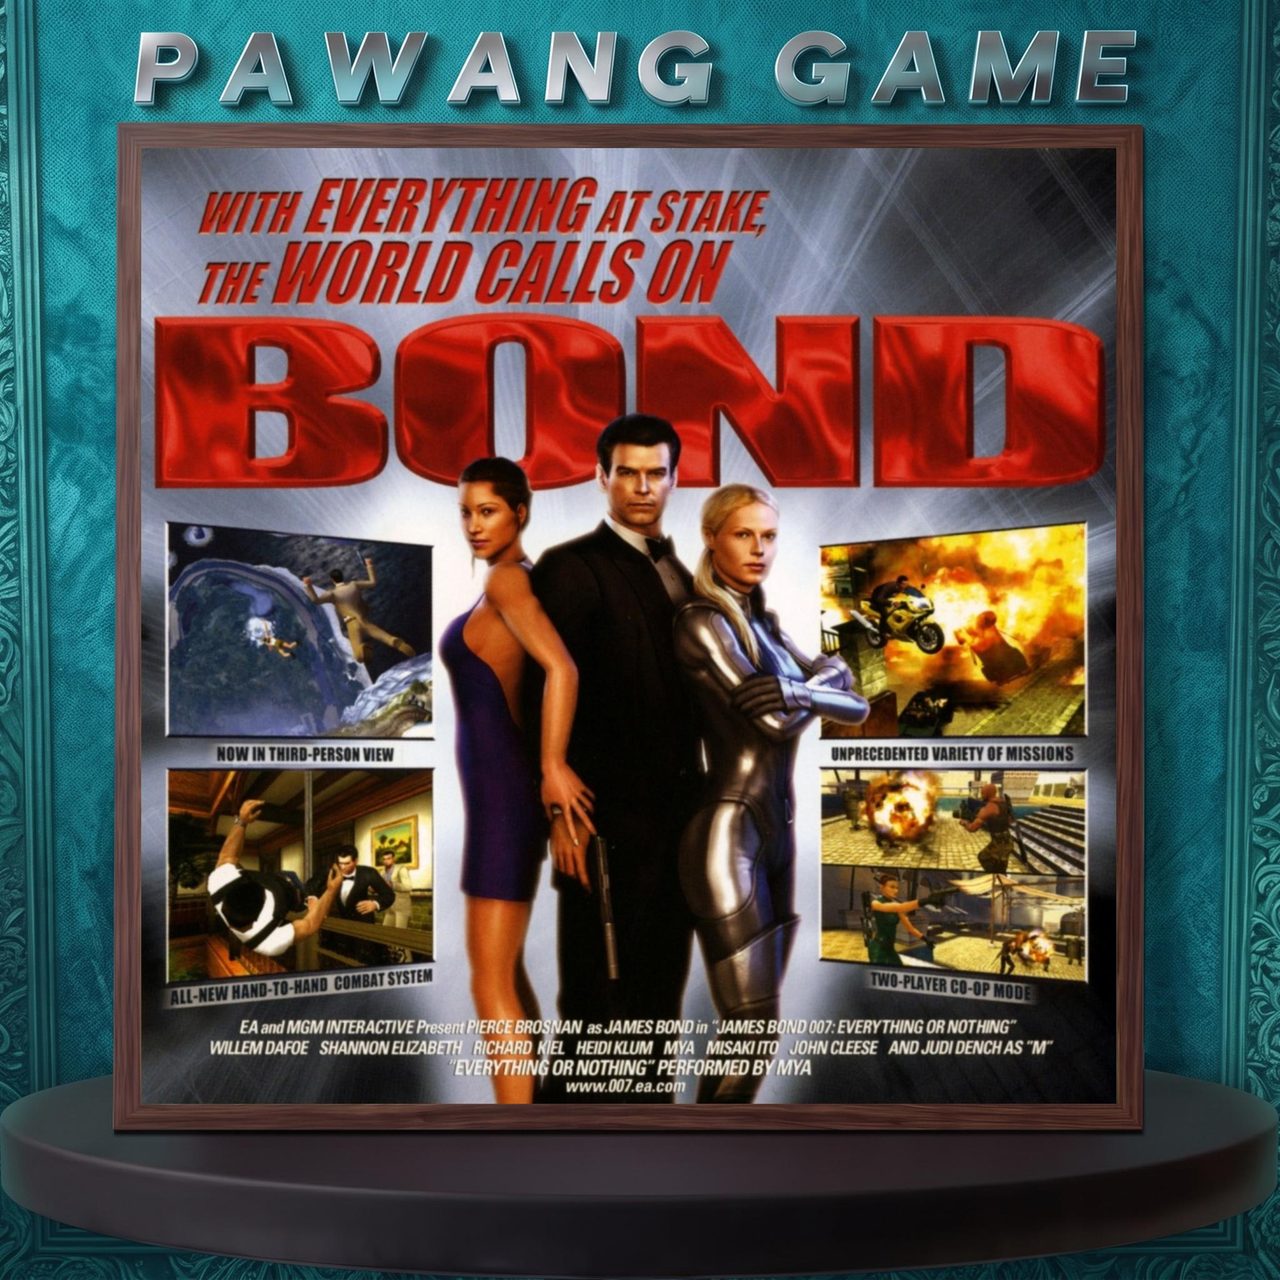 PAWANG GAME
WITH EVERYTHING AT STAKE,
THE WORLD CALLS ON
BOND
NOW IN THIRD-PERSON VIEW
UNPRECEDENTED VARIETY OF MISSIONS
ALL-NEW HAND-TO-HAND COMBAT SYSTEM
TWO-PLAYER CO-OP MODE
EA and MGM INTERACTIVE Present PIERCE BROSNAN as JAMES BOND in "JAMES BOND 007: EVERYTHING OR NOTHING"
WILLEM DAFOE SHANNON ELIZABETH RICHARD KIEL HEIDI KLUM MYA MISAKI ITO JOHN CLEESE AND JUDI DENCH AS "M"
"EVERYTHING OR NOTHING" PERFORMED BY MYA
www.007.ea.com